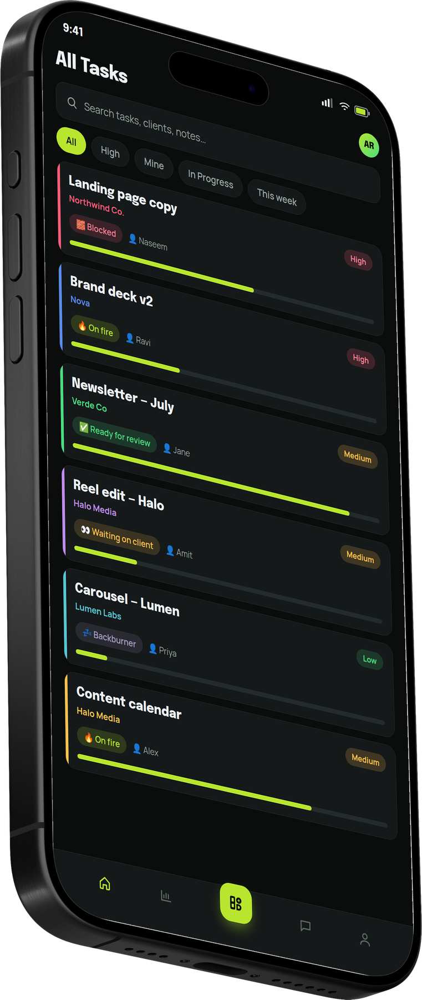 9:41
All Tasks
AR
Search tasks, clients, notes...
All High Mine In Progress This week
Landing page copy
Northwind Co.
🧱 Blocked 👤 Naseem
High
Brand deck v2
Nova
🔥 On fire 👤 Ravi
High
Newsletter – July
Verde Co
✅ Ready for review 👤 Jane
Medium
Reel edit – Halo
Halo Media
👀 Waiting on client 👤 Amit
Medium
Carousel – Lumen
Lumen Labs
💤 Backburner 👤 Priya
Low
Content calendar
Halo Media
🔥 On fire 👤 Alex
Medium